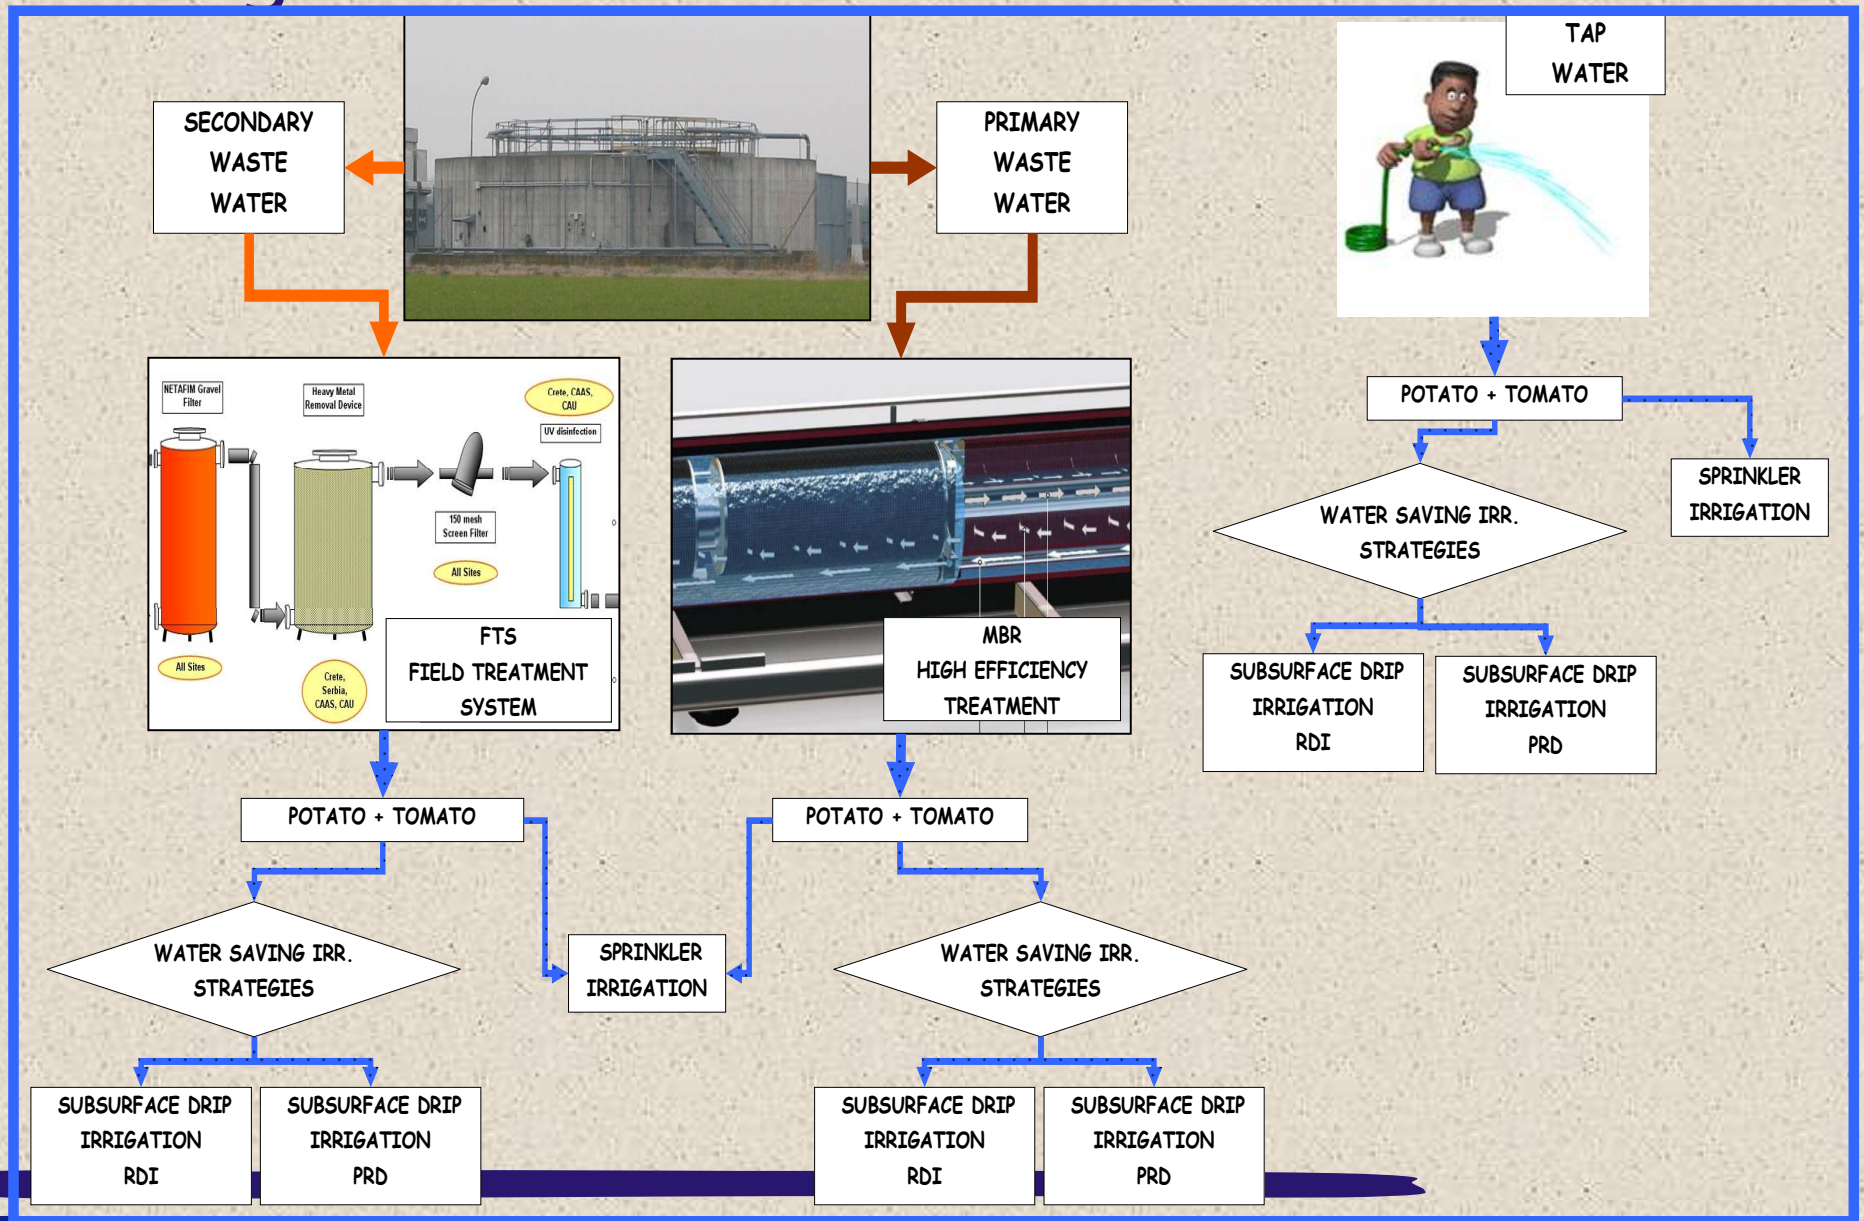 TAP
WATER
SECONDARY
WASTE
WATER
PRIMARY
WASTE
WATER
NETAFIM Gravel
Filter
Heavy Metal
Removal Device
Crete, CAAS,
CAU
UV disinfection
150 mesh
Screen Filter
All Sites
All Sites
Crete,
Serbia,
CAAS, CAU
FTS
FIELD TREATMENT
SYSTEM
MBR
HIGH EFFICIENCY
TREATMENT
POTATO + TOMATO
SPRINKLER
IRRIGATION
WATER SAVING IRR.
STRATEGIES
SUBSURFACE DRIP
IRRIGATION
RDI
SUBSURFACE DRIP
IRRIGATION
PRD
POTATO + TOMATO
POTATO + TOMATO
WATER SAVING IRR.
STRATEGIES
SPRINKLER
IRRIGATION
WATER SAVING IRR.
STRATEGIES
SUBSURFACE DRIP
IRRIGATION
RDI
SUBSURFACE DRIP
IRRIGATION
PRD
SUBSURFACE DRIP
IRRIGATION
RDI
SUBSURFACE DRIP
IRRIGATION
PRD